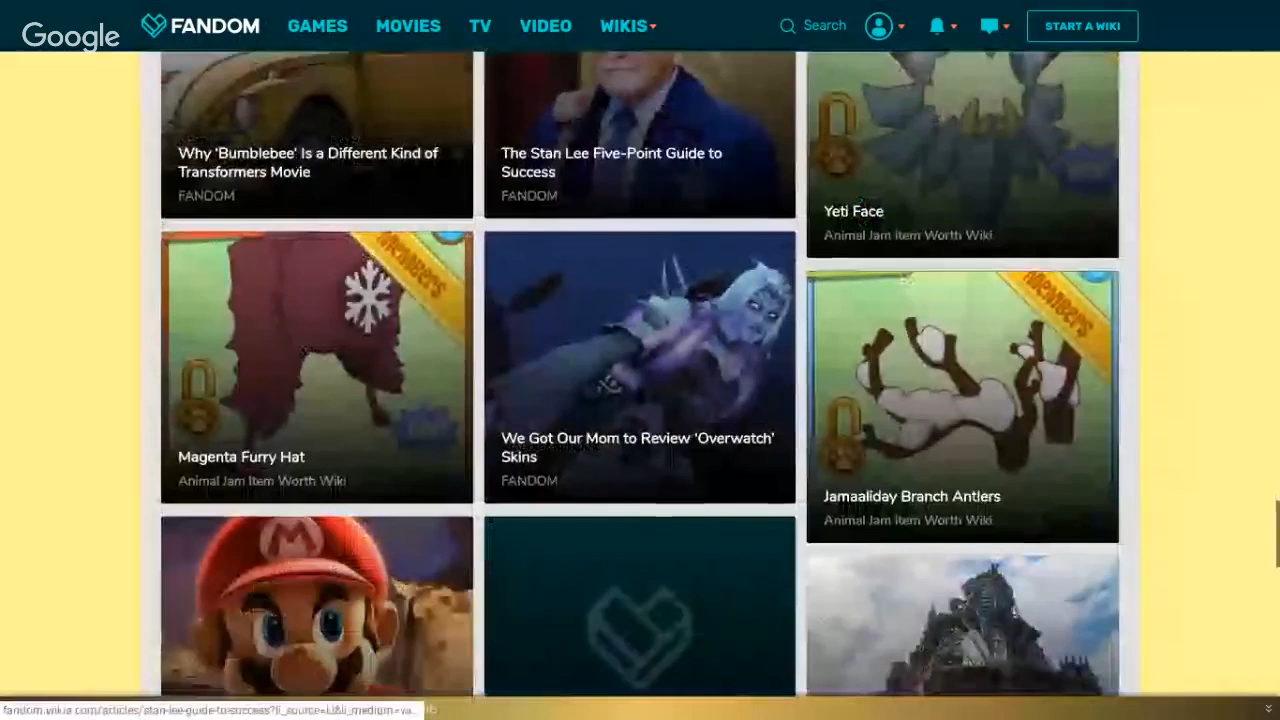 Google
FANDOM
GAMES
MOVIES
TV
VIDEO
WIKIS
Search
START A WIKI
Why 'Bumblebee' Is a Different Kind of
Transformers Movie
FANDOM
The Stan Lee Five-Point Guide to
Success
FANDOM
Yeti Face
Animal Jam Item Worth Wiki
Members
Magenta Furry Hat
Animal Jam Item Worth Wiki
We Got Our Mom to Review 'Overwatch'
Skins
FANDOM
Members
Jamaaliday Branch Antlers
Animal Jam Item Worth Wiki
M